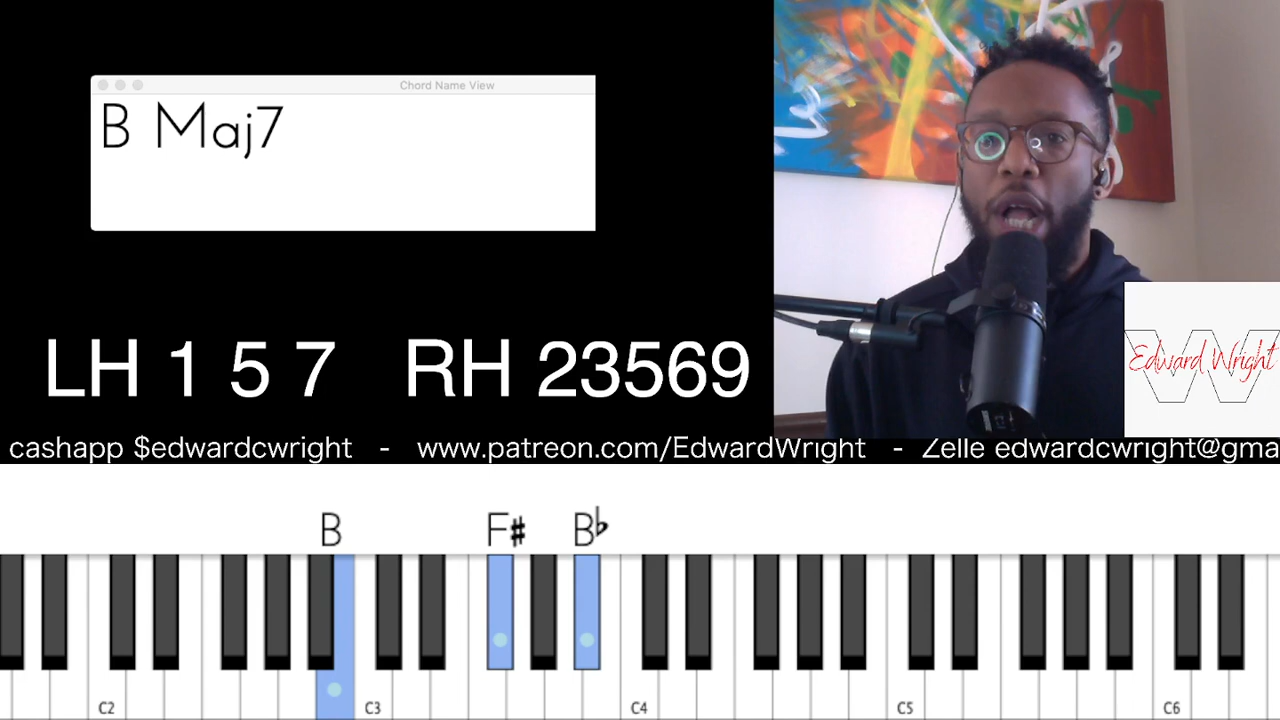 Chord Name View
B Maj7
LH 1 5 7 RH 23569
Edward Wright
cashapp $edwardcwright - www.patreon.com/EdwardWright - Zelle edwardcwright@gma
B F# B♭
C2 C3 C4 C5 C6